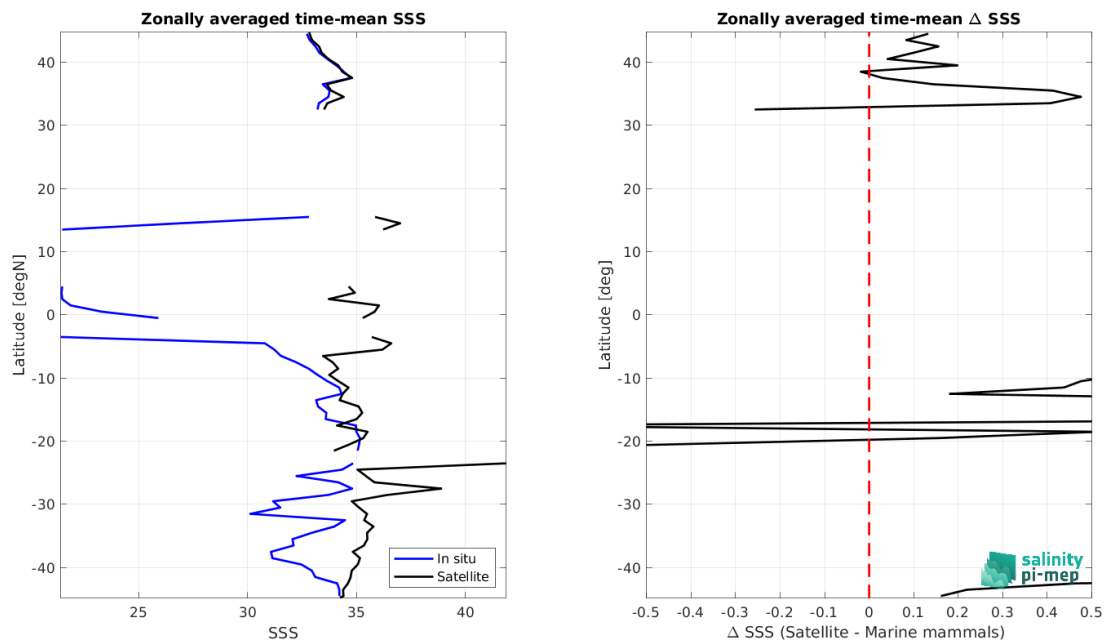 Zonally averaged time-mean SSS
40
30
20
10
0
-10
-20
-30
-40
Latitude [degN]
25
30
35
40
SSS
In situ
Satellite
Zonally averaged time-mean Δ SSS
40
30
20
10
0
-10
-20
-30
-40
Latitude [deg]
-0.5 -0.4 -0.3 -0.2 -0.1 0 0.1 0.2 0.3 0.4 0.5
Δ SSS (Satellite - Marine mammals)
salinity
pi-mep